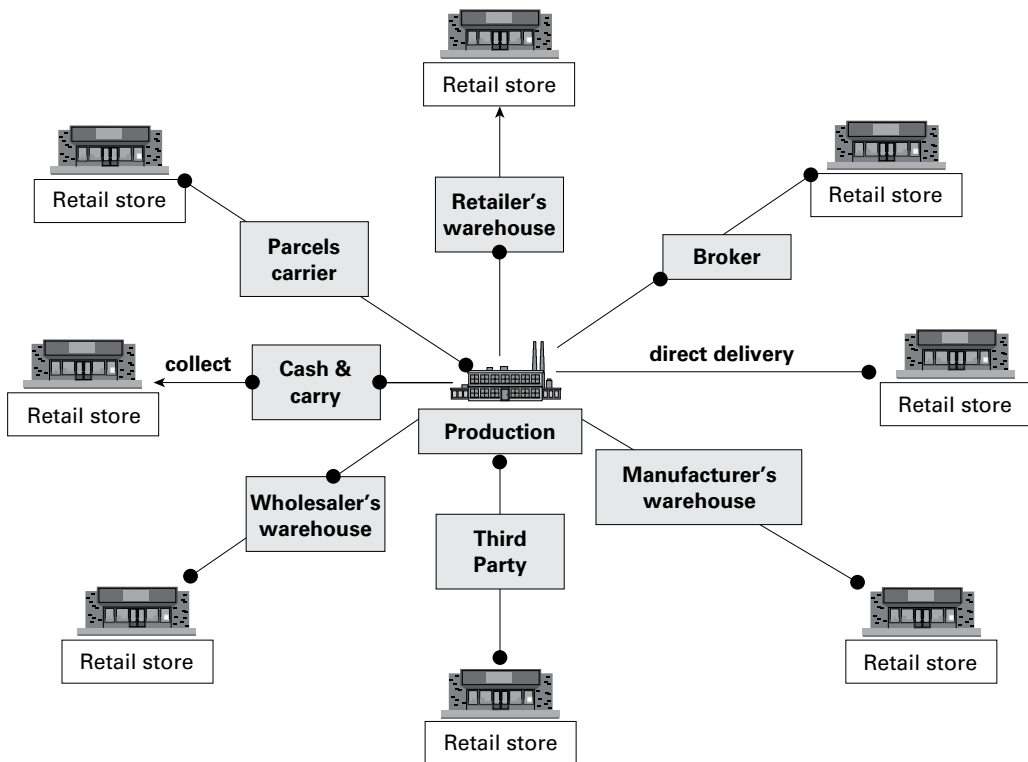 Retail store
Retail store
Retail store
Retailer's
warehouse
Parcels
carrier
Broker
collect
Cash &
carry
direct delivery
Retail store
Retail store
Production
Manufacturer's
warehouse
Wholesaler's
warehouse
Third
Party
Retail store
Retail store
Retail store